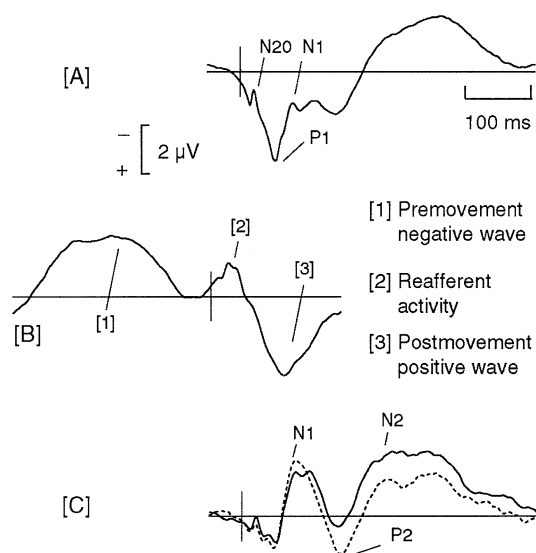 N20 N1
[A]
P1
100 ms
−
+
2 µV
[1] Premovement
negative wave
[2]
[3]
[1]
[2] Reafferent
activity
[B]
[3] Postmovement
positive wave
N1
N2
[C]
P2